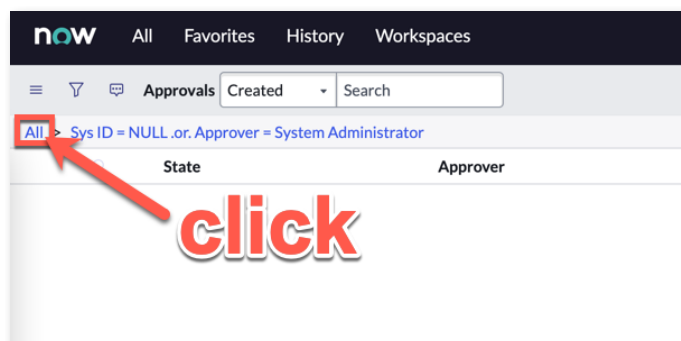 now All Favorites History Workspaces
Approvals Created Search
All > Sys ID = NULL .or. Approver = System Administrator
State Approver
click